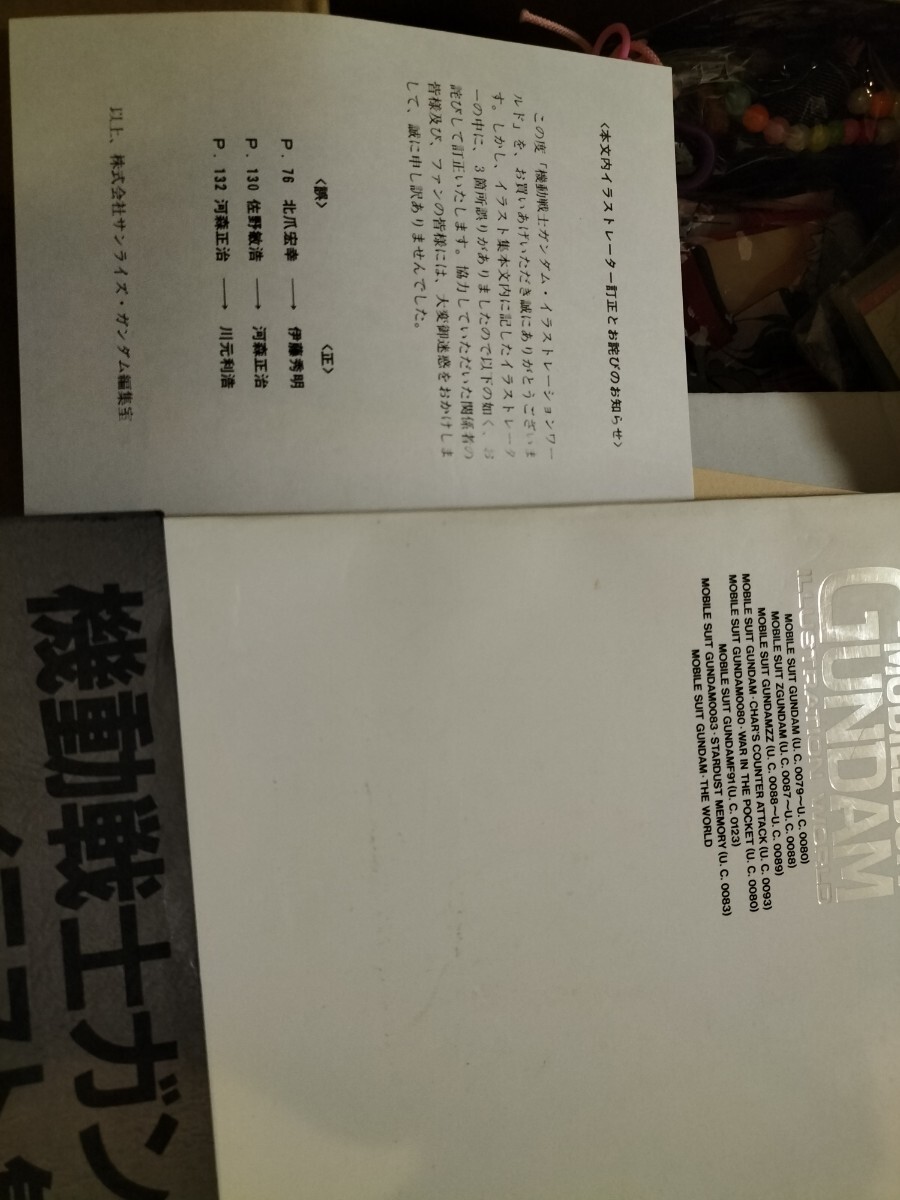 〈本文内イラストレーター訂正とお詫びのお知らせ〉
この度「機動戦士ガンダム・イラストレーションワー
ルド」を、お買いあげいただき誠にありがとうございま
す。しかし、イラスト集本文内に記したイラストレータ
ーの中に、3箇所誤りがありましたので以下の如く、お
詫びして訂正いたします。協力していただいた関係者の
皆様及び、ファンの皆様には、大変御迷惑をおかけしま
して、誠に申し訳ありませんでした。
〈誤〉 〈正〉
P. 76 北爪宏幸 → 伊藤秀明
P. 130 佐野敏浩 → 河森正治
P. 132 河森正治 → 川元利浩
以上、株式会社サンライズ・ガンダム編集室
GUNDAM
ILLUSTRATION WORLD
MOBILE SUIT GUNDAM (U. C. 0079〜U. C. 0080)
MOBILE SUIT ZGUNDAM (U. C. 0087〜U. C. 0088)
MOBILE SUIT GUNDAMZZ (U. C. 0088〜U. C. 0089)
MOBILE SUIT GUNDAM・CHAR'S COUNTER ATTACK (U. C. 0093)
MOBILE SUIT GUNDAM0080・WAR IN THE POCKET (U. C. 0080)
MOBILE SUIT GUNDAMF91 (U. C. 0123)
MOBILE SUIT GUNDAM0083・STARDUST MEMORY (U. C. 0083)
MOBILE SUIT GUNDAM・THE WORLD
機動戦士ガン